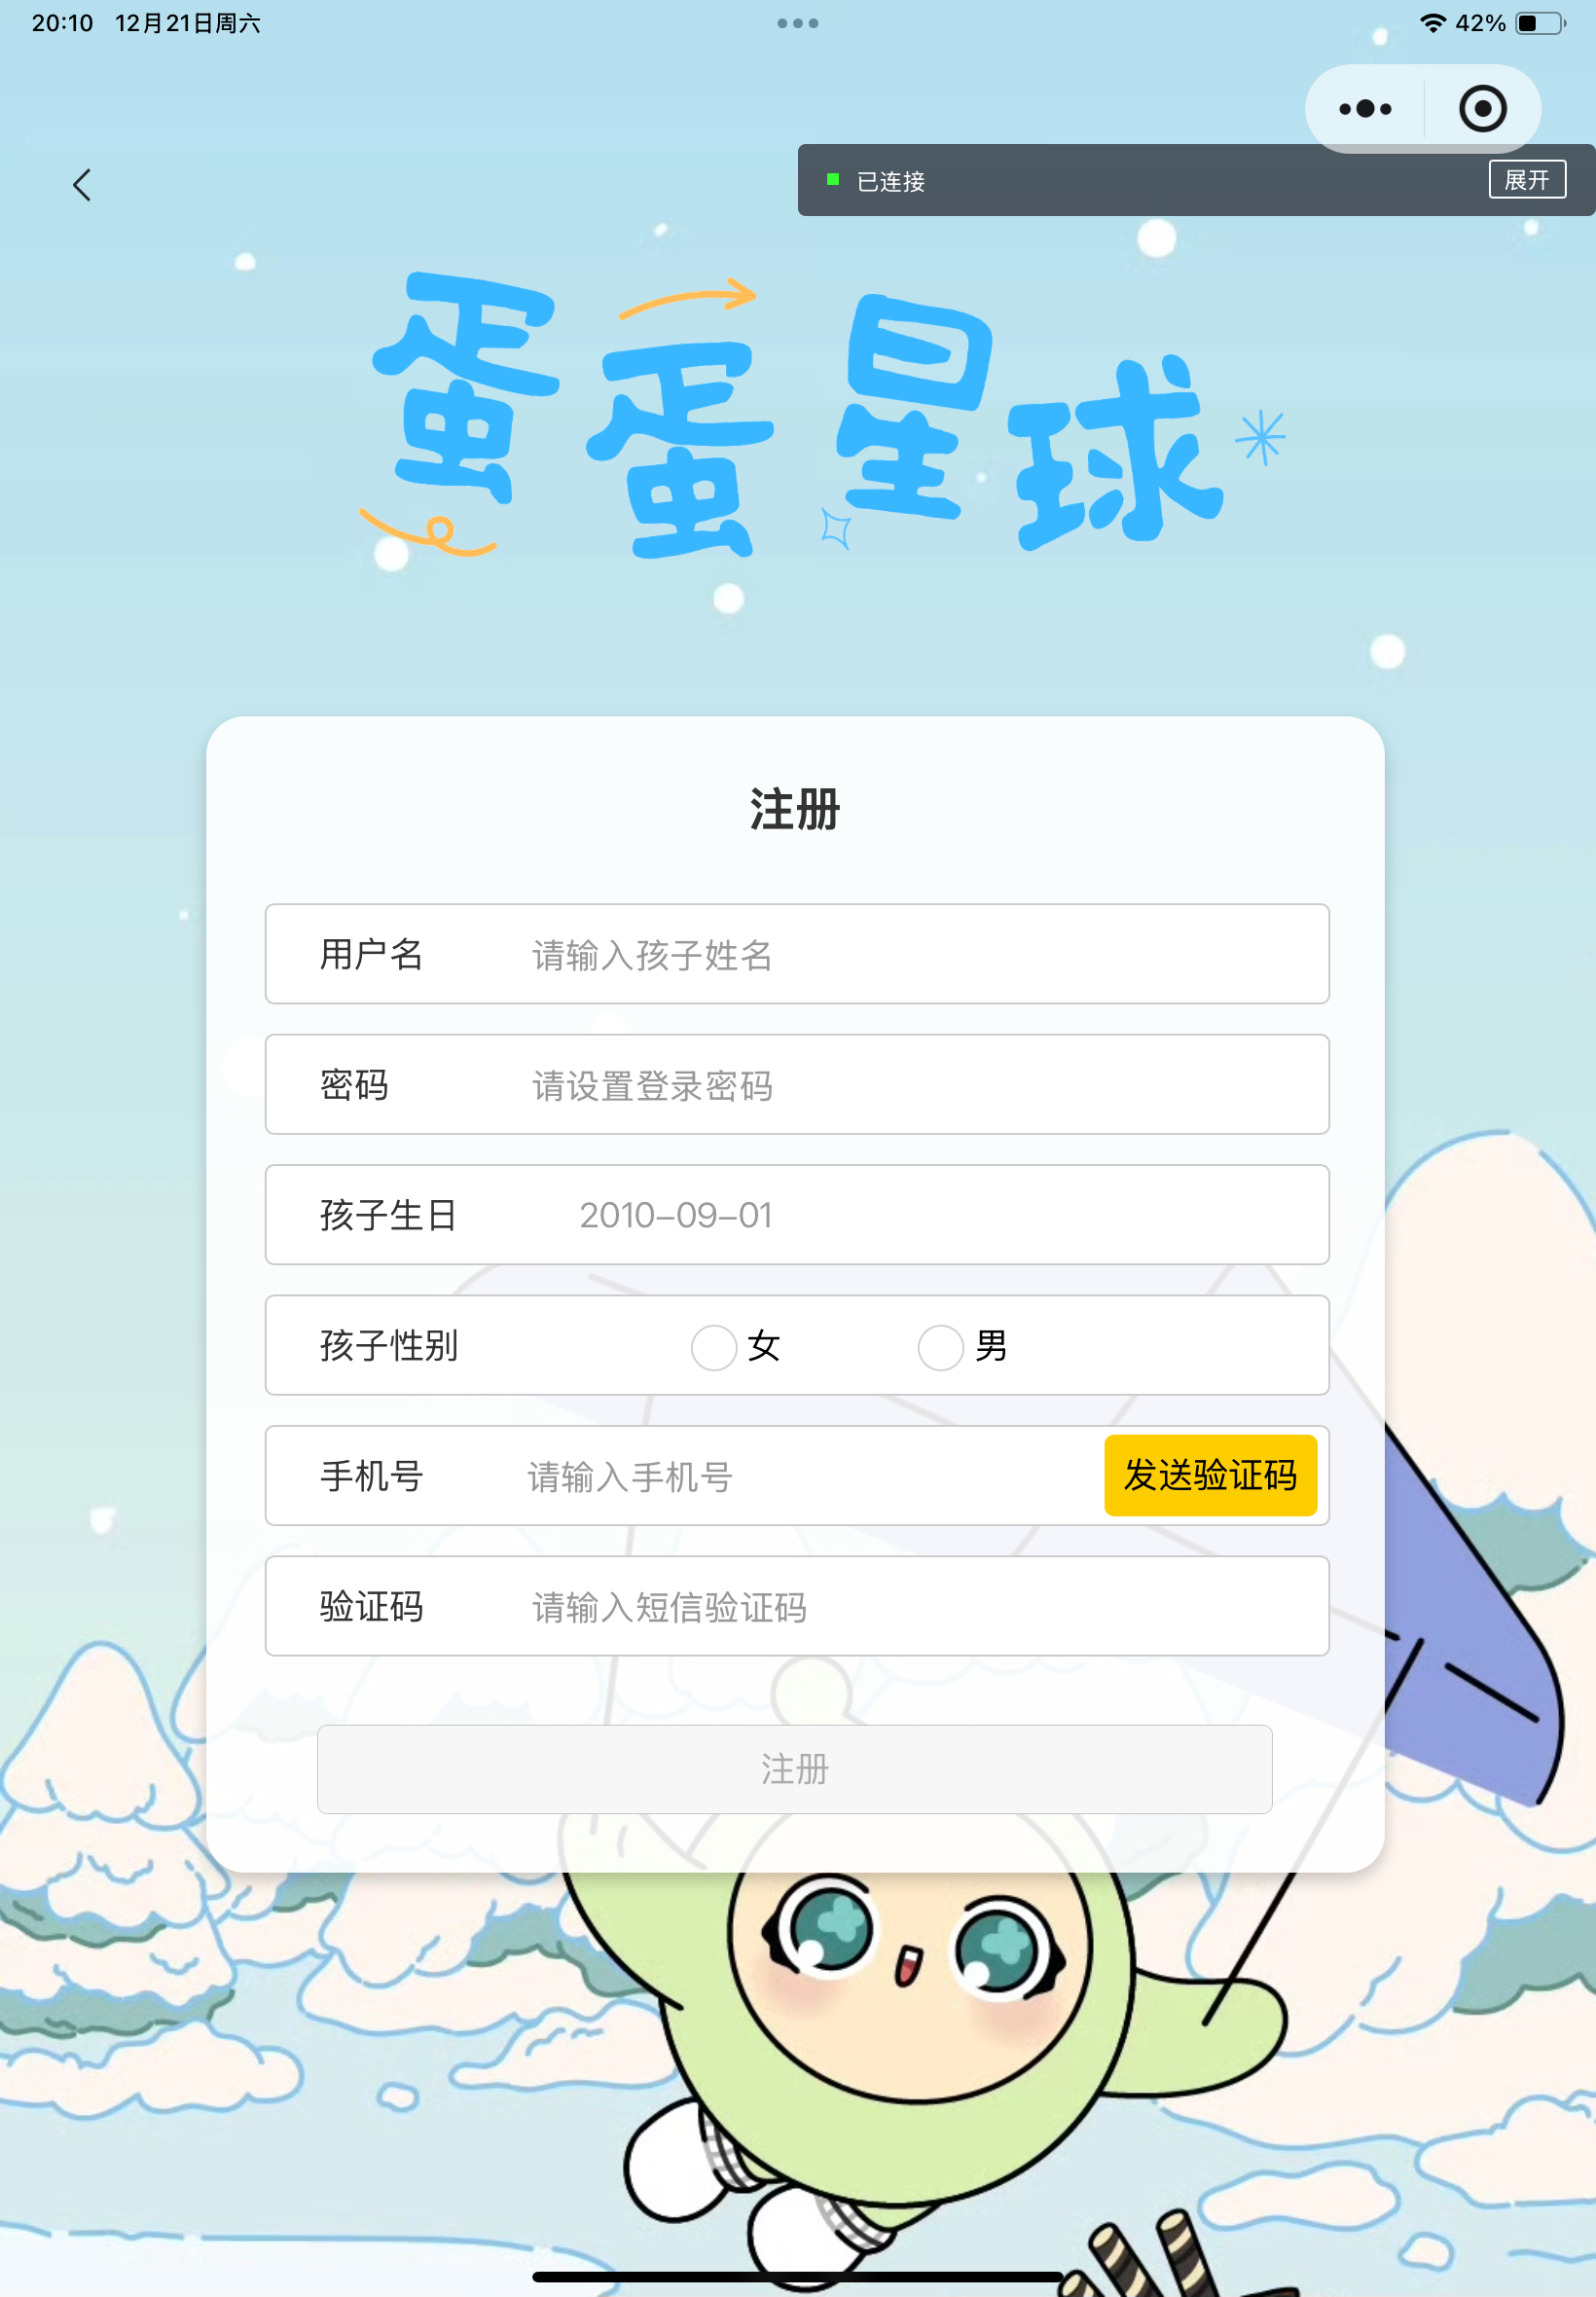 20:10 12月21日周六
42%
已连接
展开
蛋蛋星球
注册
用户名 请输入孩子姓名
密码 请设置登录密码
孩子生日 2010-09-01
孩子性别 女 男
手机号 请输入手机号 发送验证码
验证码 请输入短信验证码
注册